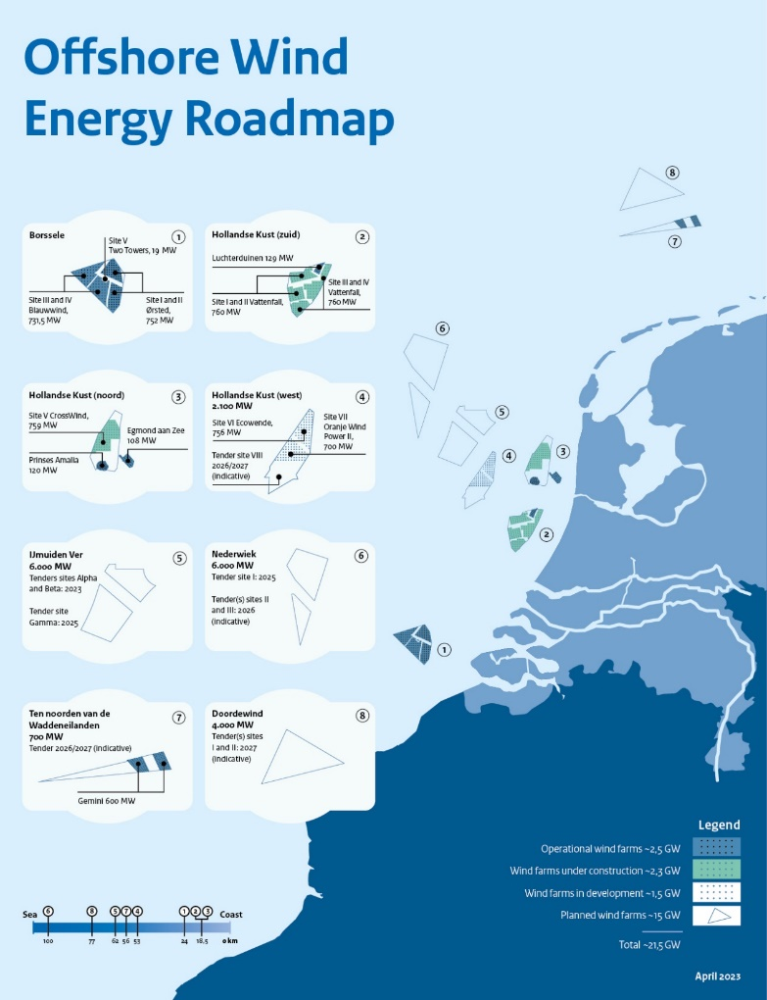 Offshore Wind
Energy Roadmap
8
7
6
5
4
3
2
1
Borssele
1
Site V
Two Towers, 19 MW
Site III and IV
Blauwwind,
731,5 MW
Site I and II
Ørsted,
752 MW
Hollandse Kust (zuid)
2
Luchterduinen 129 MW
Site III and IV
Vattenfall,
760 MW
Site I and II Vattenfall,
760 MW
Hollandse Kust (noord)
3
Site V CrossWind,
759 MW
Egmond aan Zee
108 MW
Prinses Amalia
120 MW
Hollandse Kust (west)
2.100 MW
4
Site VI Ecowende,
756 MW
Site VII
Oranje Wind
Power II,
700 MW
Tender site VIII
2026/2027
(indicative)
IJmuiden Ver
6.000 MW
5
Tenders sites Alpha
and Beta: 2023
Tender site
Gamma: 2025
Nederwiek
6.000 MW
6
Tender site I: 2025
Tender(s) sites II
and III: 2026
(indicative)
Ten noorden van de
Waddeneilanden
700 MW
7
Tender 2026/2027 (indicative)
Gemini 600 MW
Doordewind
4.000 MW
8
Tender(s) sites
I and II: 2027
(indicative)
Legend
Operational wind farms ~2,5 GW
Wind farms under construction ~2,3 GW
Wind farms in development ~1,5 GW
Planned wind farms ~15 GW
Total ~21,5 GW
Sea 6 8 5 7 4 1 2 3 Coast
100 77 62 56 53 24 18,5 0 km
April 2023